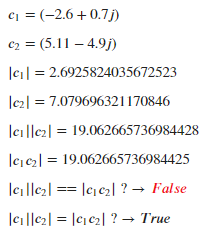 c₁ = (−2.6 + 0.7j)
c₂ = (5.11 − 4.9j)
|c₁| = 2.6925824035672523
|c₂| = 7.079696321170846
|c₁||c₂| = 19.062665736984428
|c₁c₂| = 19.062665736984425
|c₁||c₂| == |c₁c₂| ? → False
|c₁||c₂| = |c₁c₂| ? → True